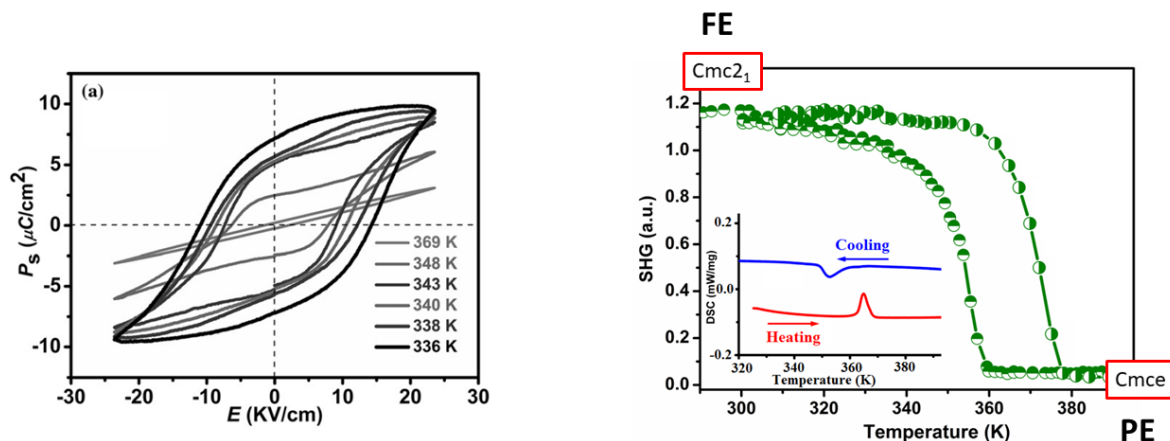 (a)
10
5
0
-5
-10
Ps (μC/cm2)
369 K
348 K
343 K
340 K
338 K
336 K
-30 -20 -10 0 10 20 30
E (KV/cm)
FE
Cmc21
1.2
1.0
0.8
0.6
0.4
0.2
0.0
SHG (a.u.)
0.2
0.0
-0.2
DSC (mW/mg)
Cooling
Heating
320 340 360 380
Temperature (K)
300 320 340 360 380
Temperature (K)
Cmce
PE